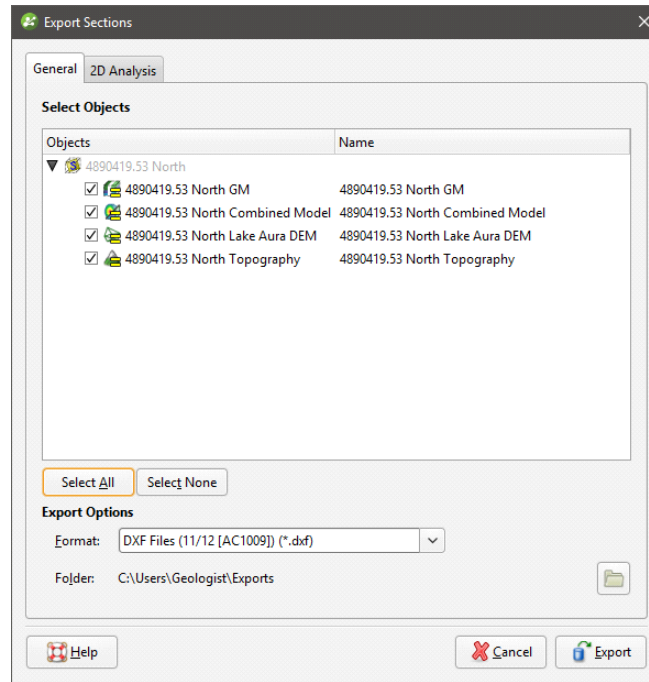 Export Sections
General 2D Analysis
Select Objects
Objects Name
4890419.53 North
4890419.53 North GM 4890419.53 North GM
4890419.53 North Combined Model 4890419.53 North Combined Model
4890419.53 North Lake Aura DEM 4890419.53 North Lake Aura DEM
4890419.53 North Topography 4890419.53 North Topography
Select All Select None
Export Options
Format: DXF Files (11/12 [AC1009]) (*.dxf)
Folder: C:\Users\Geologist\Exports
Help Cancel Export